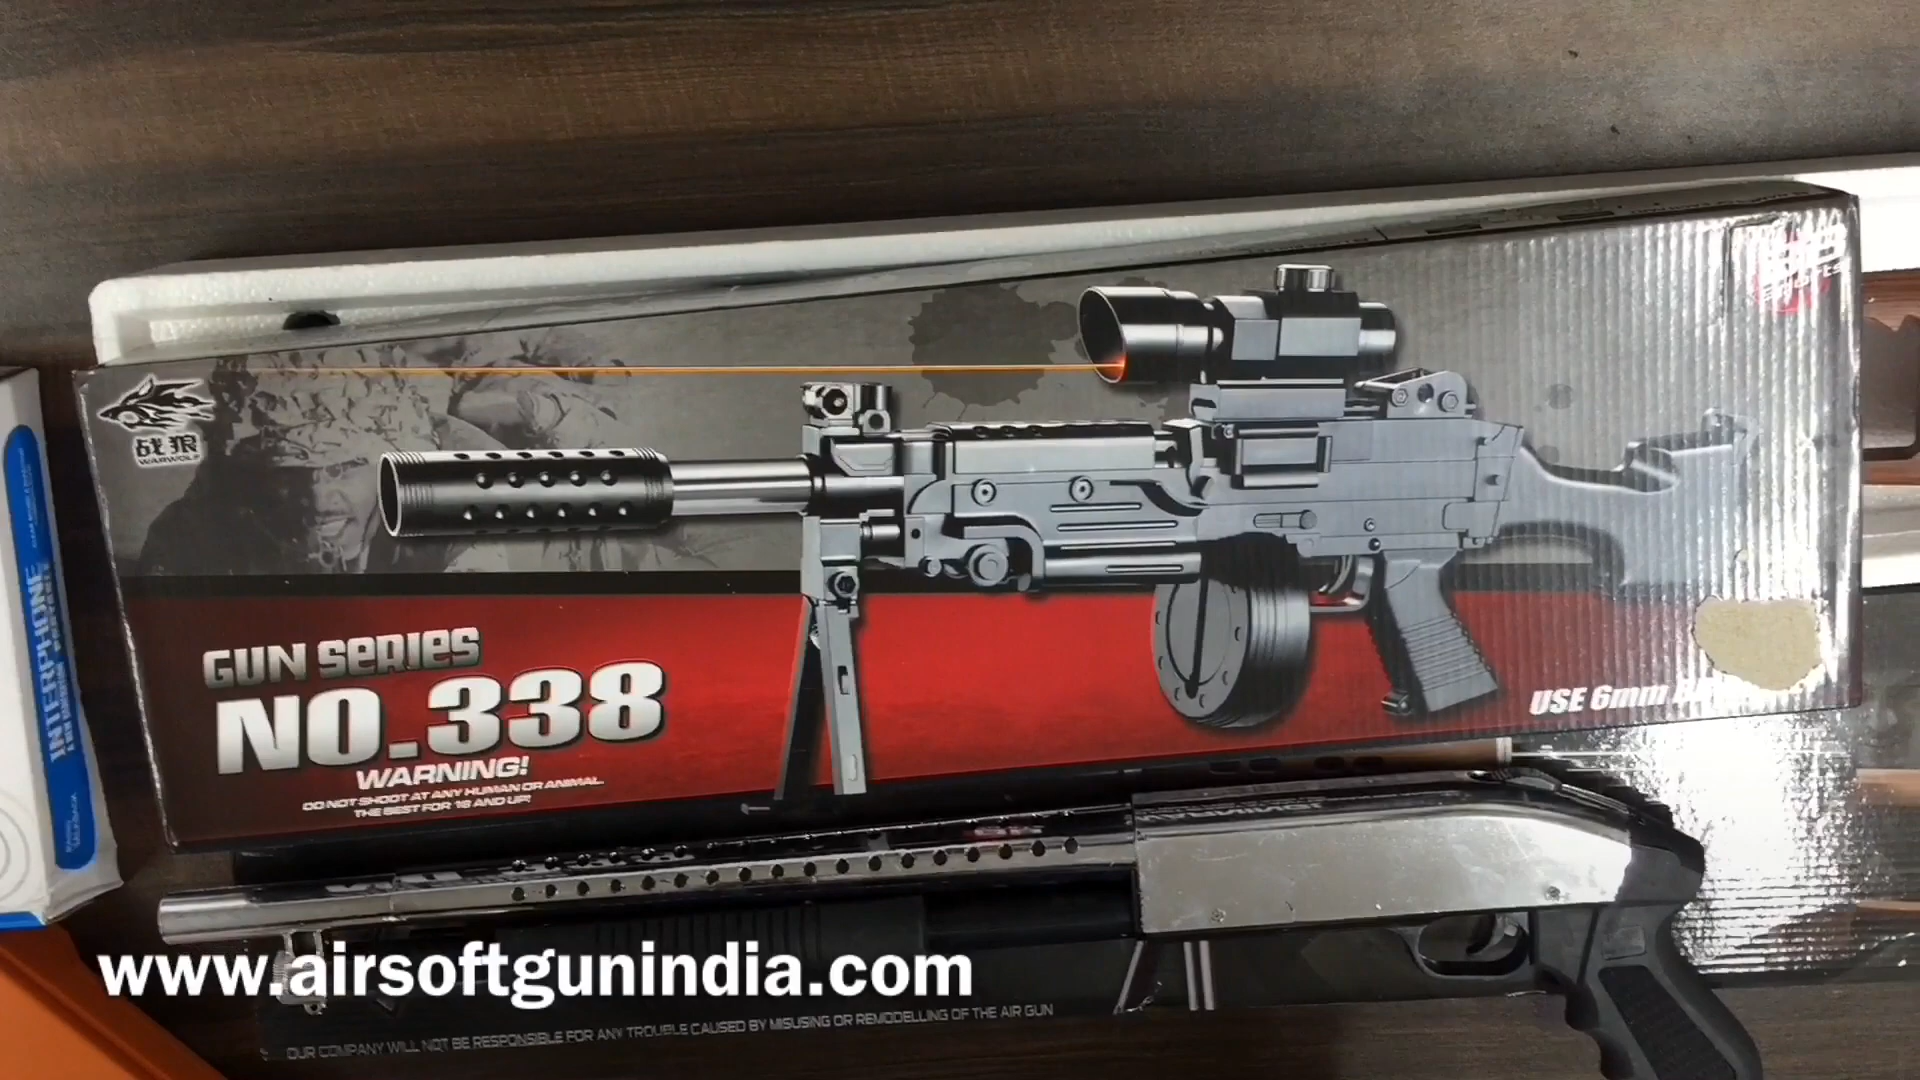 战狼
WARWOLF
GUN SERIES
NO.338
WARNING!
DO NOT SHOOT AT ANY HUMAN OR ANIMAL.
THE BEST FOR 18 AND UP!
USE 6mm
INTERPHONE
www.airsoftgunindia.com
OUR COMPANY WILL NOT BE RESPONSIBLE FOR ANY TROUBLE CAUSED BY MISUSING OR REMODELLING OF THE AIR GUN